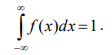 ∫_{-∞}^{∞} f(x)dx = 1.